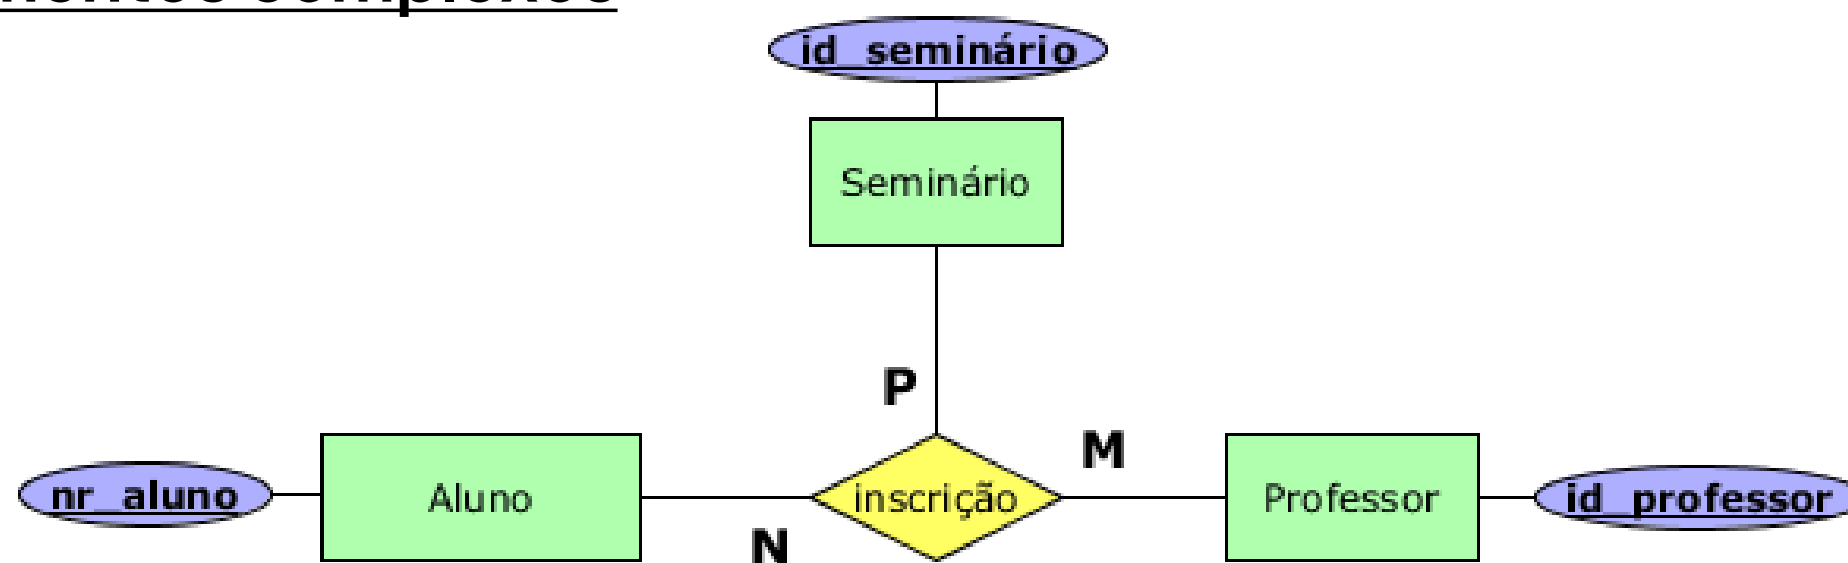 id_seminário
Seminário
P
M
nr_aluno
Aluno
inscrição
Professor
id_professor
N